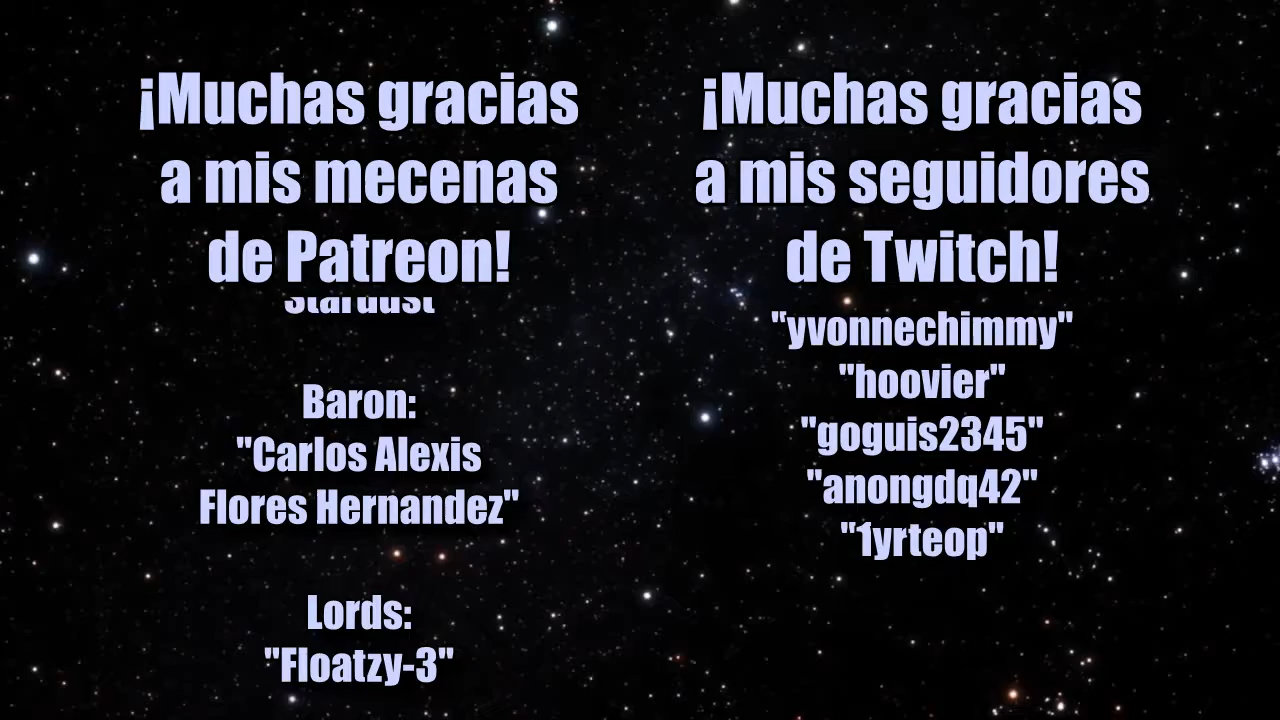 ¡Muchas gracias
a mis mecenas
de Patreon!
Stardust
Baron:
"Carlos Alexis
Flores Hernandez"
Lords:
"Floatzy-3"
¡Muchas gracias
a mis seguidores
de Twitch!
"yvonnechimmy"
"hoovier"
"goguis2345"
"anongdq42"
"1yrteop"